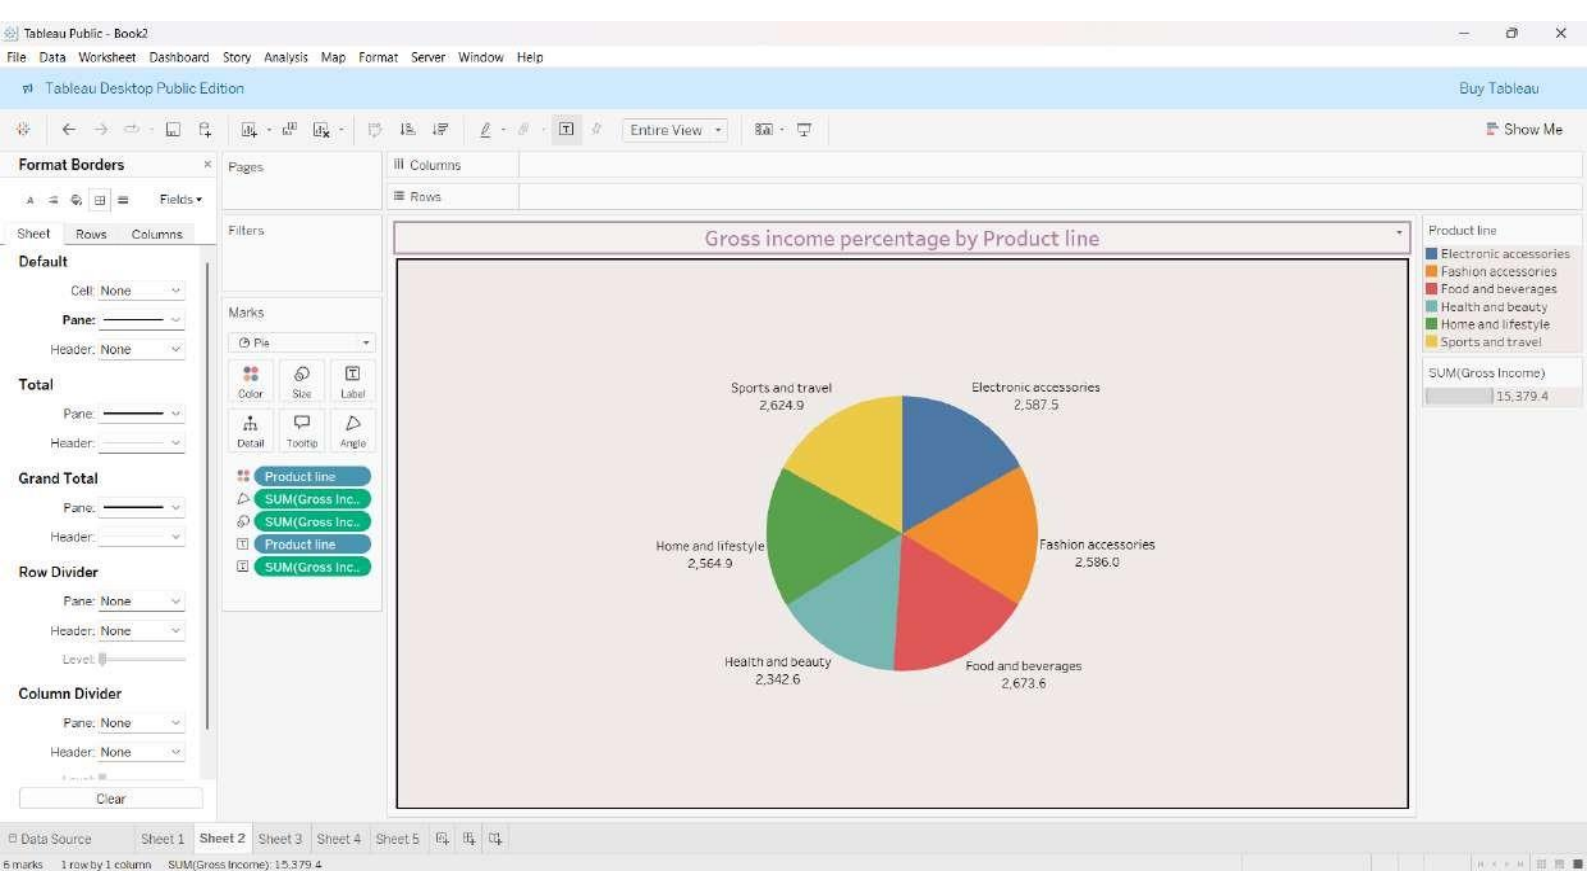 Tableau Public - Book2
File Data Worksheet Dashboard Story Analysis Map Format Server Window Help
Tableau Desktop Public Edition
Buy Tableau
Entire View
Show Me
Format Borders
Fields
Sheet Rows Columns
Default
Cell: None
Pane:
Header: None
Total
Pane:
Header:
Grand Total
Pane:
Header:
Row Divider
Pane: None
Header: None
Level:
Column Divider
Pane: None
Header: None
Clear
Pages
Filters
Marks
Pie
Color Size Label
Detail Tooltip Angle
Product line
SUM(Gross Inc..
SUM(Gross Inc..
Product line
SUM(Gross Inc..
Columns
Rows
Gross income percentage by Product line
Sports and travel
2,624.9
Electronic accessories
2,587.5
Home and lifestyle
2,564.9
Fashion accessories
2,586.0
Health and beauty
2,342.6
Food and beverages
2,673.6
Product line
Electronic accessories
Fashion accessories
Food and beverages
Health and beauty
Home and lifestyle
Sports and travel
SUM(Gross Income)
15,379.4
Data Source Sheet 1 Sheet 2 Sheet 3 Sheet 4 Sheet 5
6 marks 1 row by 1 column SUM(Gross Income): 15,379.4